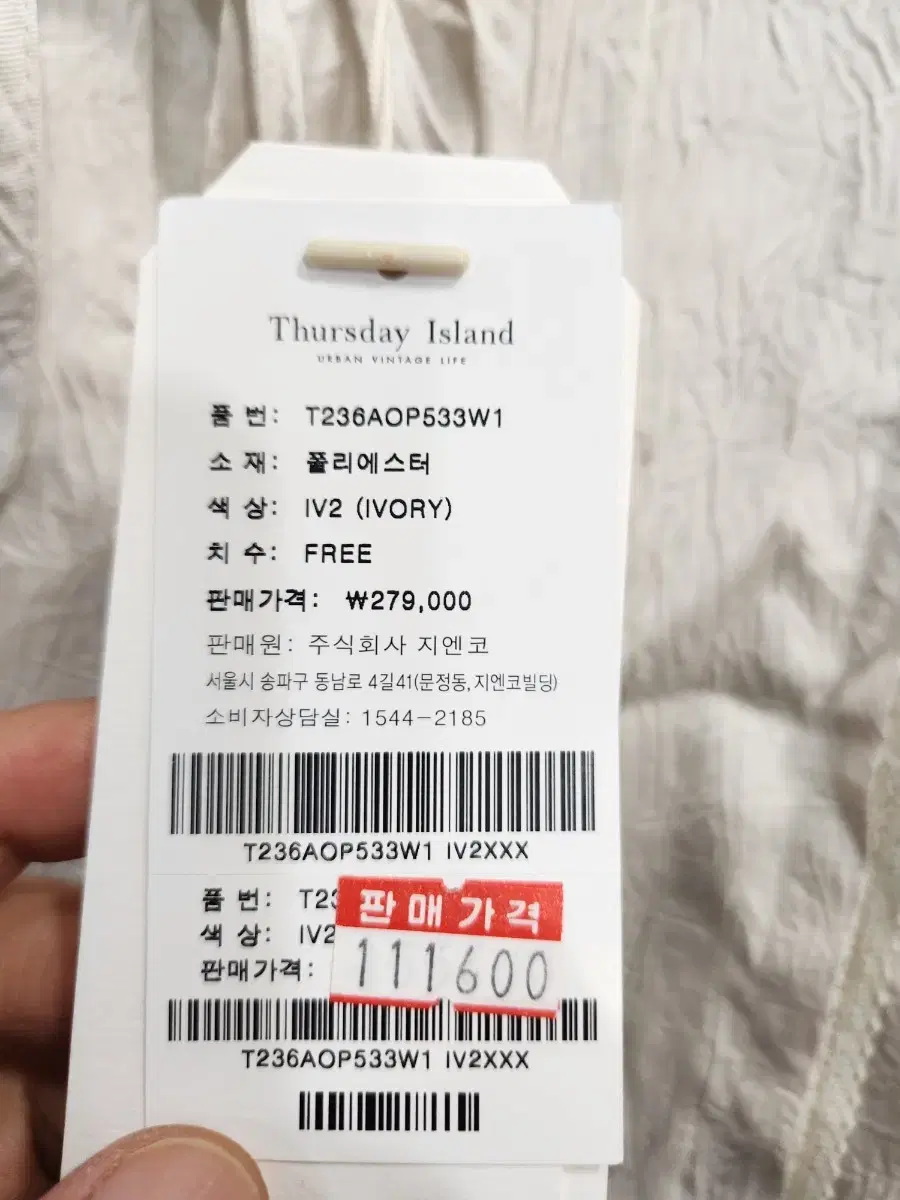 Thursday Island
URBAN VINTAGE LIFE
품 번: T236AOP533W1
소 재: 폴리에스터
색 상: IV2 (IVORY)
치 수: FREE
판매가격: ₩279,000
판매원: 주식회사 지엔코
서울시 송파구 동남로 4길41(문정동,지엔코빌딩)
소비자상담실: 1544-2185
T236AOP533W1 IV2XXX
품 번: T23
색 상: IV2
판매가격:
판매가격
111600
T236AOP533W1 IV2XXX